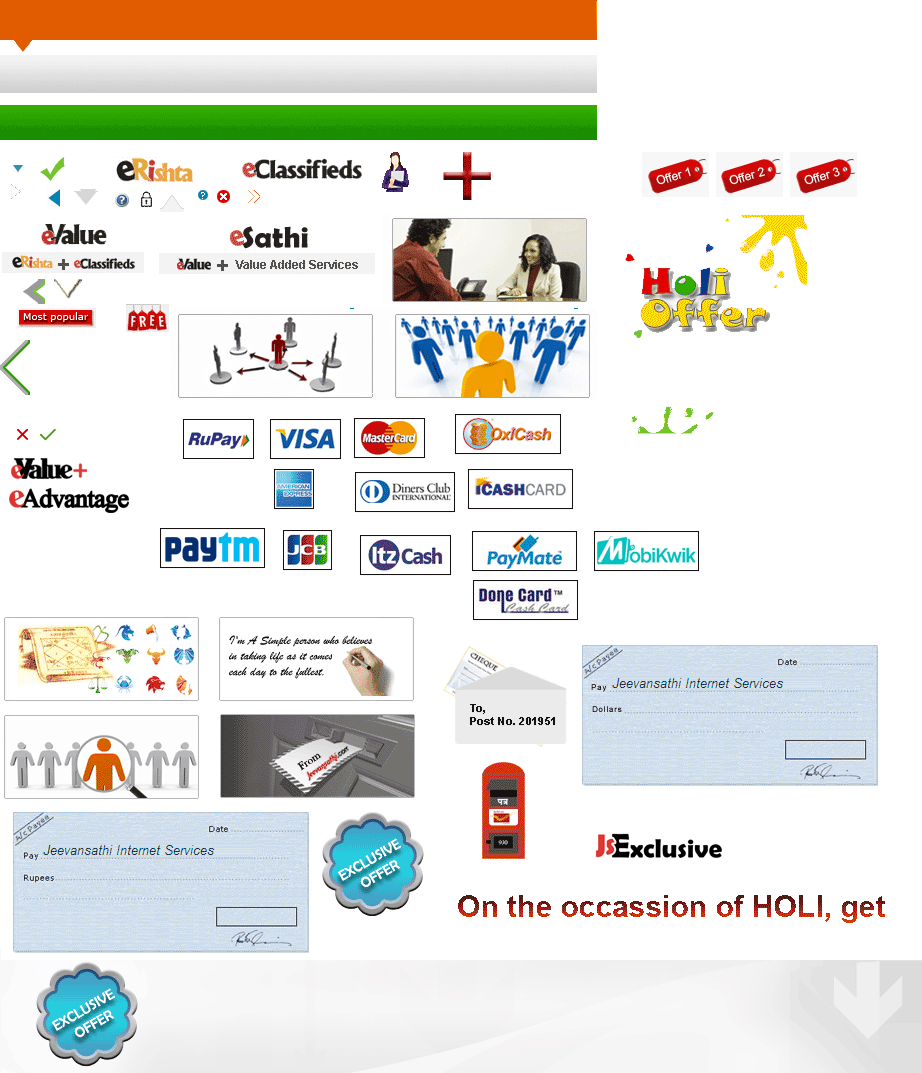 eRishta
eClassifieds
Offer 1
Offer 2
Offer 3
eValue
eRishta + eClassifieds
eSathi
eValue + Value Added Services
Most popular
FREE
Holi
Offer
eValue+
eAdvantage
RuPay
VISA
MasterCard
OxiCash
AMERICAN
EXPRESS
Diners Club
INTERNATIONAL
ICASHCARD
Paytm
JCB
Itz Cash
PayMate
MobiKwik
Done Card™
Cash Card
I'm A Simple person who believes
in taking life as it comes
each day to the fullest.
CHEQUE
To,
Post No. 201951
A/c Payee
Date
Pay Jeevansathi Internet Services
Dollars
From
Jeevansathi.com
पत्र
930
JSExclusive
A/c Payee
Date
Pay Jeevansathi Internet Services
Rupees
EXCLUSIVE
OFFER
On the occassion of HOLI, get
EXCLUSIVE
OFFER